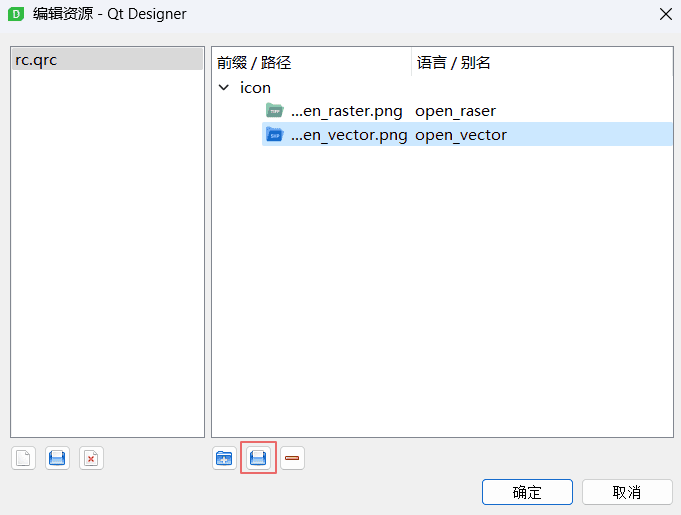 编辑资源 - Qt Designer
rc.qrc
前缀 / 路径 语言 / 别名
icon
...en_raster.png open_raser
...en_vector.png open_vector
确定 取消